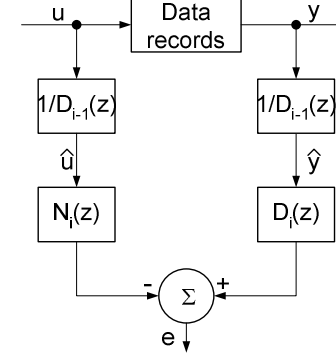 u
Data
records
y
1/D_{i-1}(z)
1/D_{i-1}(z)
û
ŷ
N_i(z)
D_i(z)
-
+
Σ
e